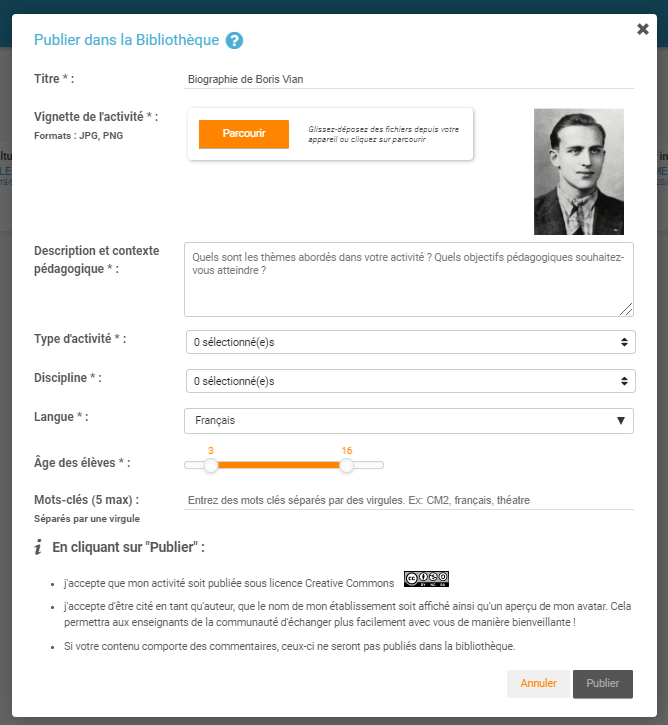 Publier dans la Bibliothèque ?
Titre * :
Biographie de Boris Vian
Vignette de l'activité * :
Formats : JPG, PNG
Parcourir
Glissez-déposez des fichiers depuis votre
appareil ou cliquez sur parcourir
Description et contexte
pédagogique * :
Quels sont les thèmes abordés dans votre activité ? Quels objectifs pédagogiques souhaitez-
vous atteindre ?
Type d'activité * :
0 sélectionné(e)s
Discipline * :
0 sélectionné(e)s
Langue * :
Français
3 16
Âge des élèves * :
Mots-clés (5 max) :
Séparés par une virgule
Entrez des mots clés séparés par des virgules. Ex: CM2, français, théatre
i En cliquant sur "Publier" :
j'accepte que mon activité soit publiée sous licence Creative Commons
BY NC SA
j'accepte d'être cité en tant qu'auteur, que le nom de mon établissement soit affiché ainsi qu'un aperçu de mon avatar. Cela
permettra aux enseignants de la communauté d'échanger plus facilement avec vous de manière bienveillante !
Si votre contenu comporte des commentaires, ceux-ci ne seront pas publiés dans la bibliothèque.
Annuler
Publier